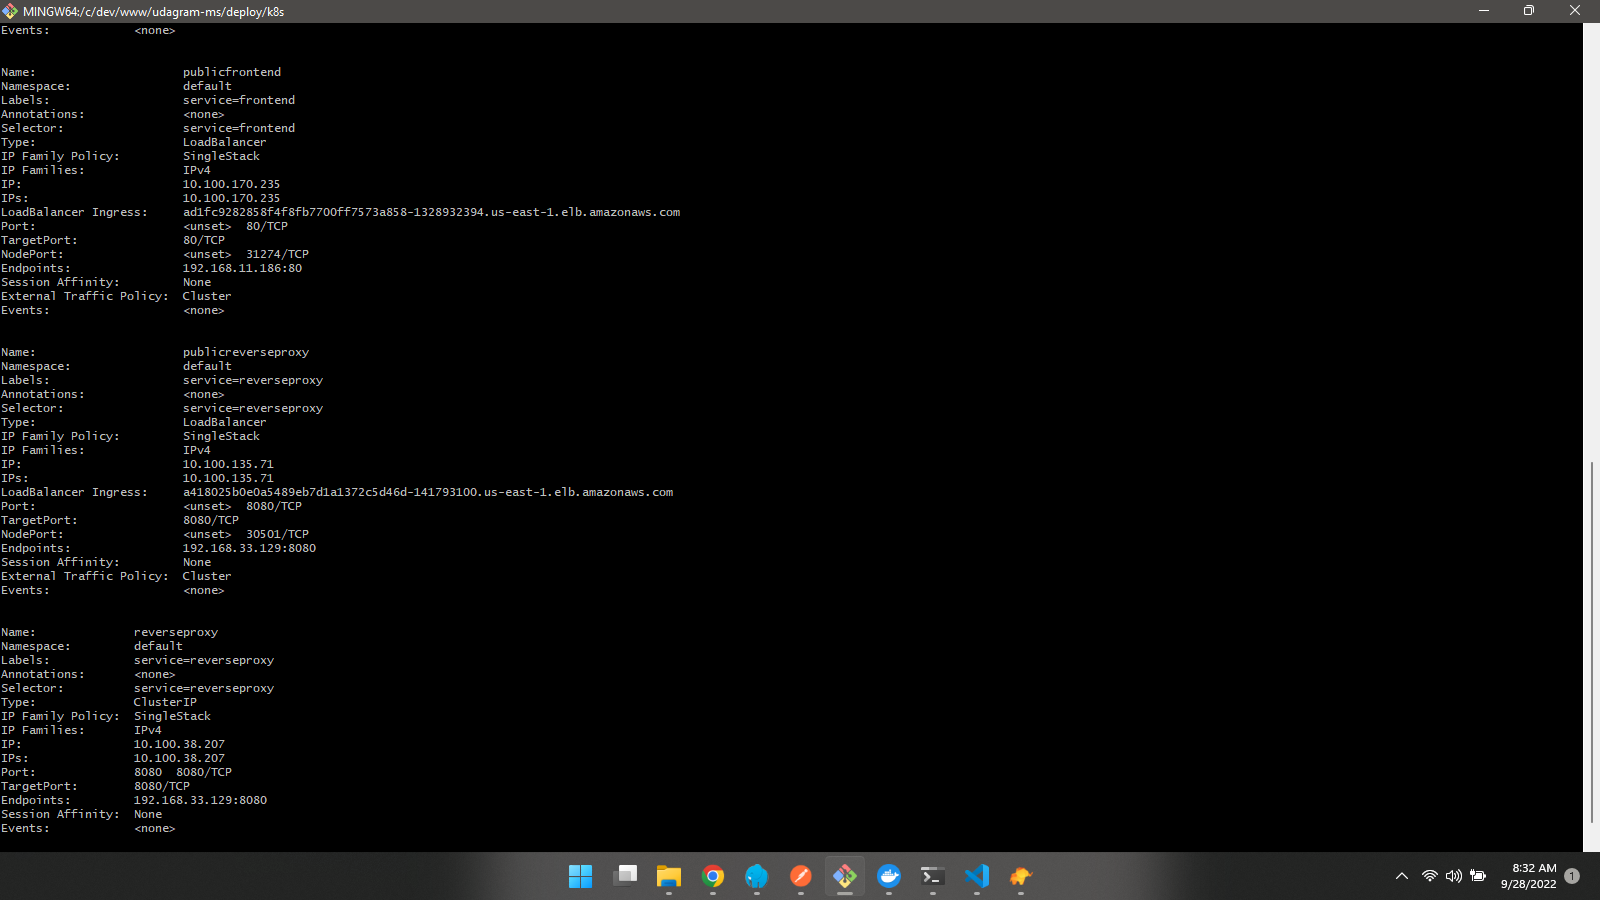 MINGW64:/c/dev/www/udagram-ms/deploy/k8s
Events:            <none>
Name:                     publicfrontend
Namespace:                default
Labels:                   service=frontend
Annotations:              <none>
Selector:                 service=frontend
Type:                     LoadBalancer
IP Family Policy:         SingleStack
IP Families:              IPv4
IP:                       10.100.170.235
IPs:                      10.100.170.235
LoadBalancer Ingress:     ad1fc9282858f4f8fb7700ff7573a858-1328932394.us-east-1.elb.amazonaws.com
Port:                     <unset>  80/TCP
TargetPort:               80/TCP
NodePort:                 <unset>  31274/TCP
Endpoints:                192.168.11.186:80
Session Affinity:         None
External Traffic Policy:  Cluster
Events:                   <none>
Name:                     publicreverseproxy
Namespace:                default
Labels:                   service=reverseproxy
Annotations:              <none>
Selector:                 service=reverseproxy
Type:                     LoadBalancer
IP Family Policy:         SingleStack
IP Families:              IPv4
IP:                       10.100.135.71
IPs:                      10.100.135.71
LoadBalancer Ingress:     a418025b0e0a5489eb7d1a1372c5d46d-141793100.us-east-1.elb.amazonaws.com
Port:                     <unset>  8080/TCP
TargetPort:               8080/TCP
NodePort:                 <unset>  30501/TCP
Endpoints:                192.168.33.129:8080
Session Affinity:         None
External Traffic Policy:  Cluster
Events:                   <none>
Name:              reverseproxy
Namespace:         default
Labels:            service=reverseproxy
Annotations:       <none>
Selector:          service=reverseproxy
Type:              ClusterIP
IP Family Policy:  SingleStack
IP Families:       IPv4
IP:                10.100.38.207
IPs:               10.100.38.207
Port:              8080  8080/TCP
TargetPort:        8080/TCP
Endpoints:         192.168.33.129:8080
Session Affinity:  None
Events:            <none>
8:32 AM
9/28/2022
1